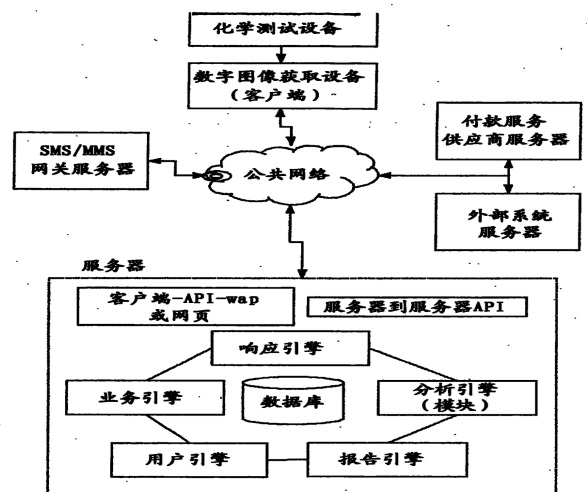 化学测试设备
数字图像获取设备
（客户端）
付款服务
供应商服务器
SMS/MMS
网关服务器
公共网络
外部系统
服务器
服务器
客户端-API-wap
或网页
服务器到服务器API
响应引擎
业务引擎
数据库
分析引擎
（模块）
用户引擎
报告引擎